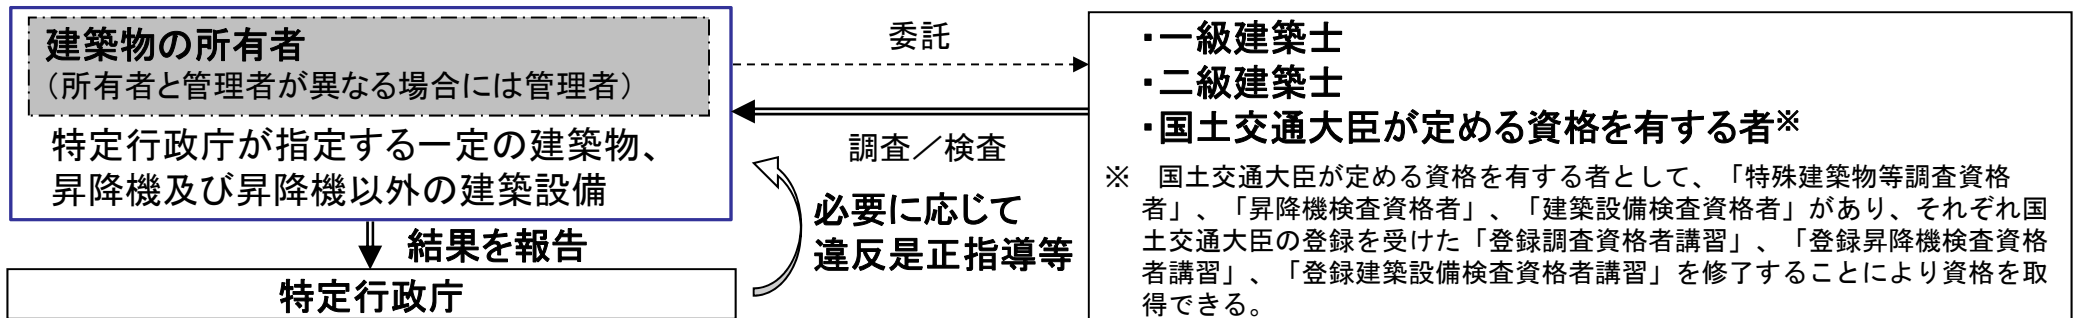 建築物の所有者
（所有者と管理者が異なる場合には管理者）
特定行政庁が指定する一定の建築物、
昇降機及び昇降機以外の建築設備
結果を報告
特定行政庁
委託
調査／検査
必要に応じて
違反是正指導等
・一級建築士
・二級建築士
・国土交通大臣が定める資格を有する者※
※　国土交通大臣が定める資格を有する者として、「特殊建築物等調査資格
者」、「昇降機検査資格者」、「建築設備検査資格者」があり、それぞれ国
土交通大臣の登録を受けた「登録調査資格者講習」、「登録昇降機検査資格
者講習」、「登録建築設備検査資格者講習」を修了することにより資格を取
得できる。